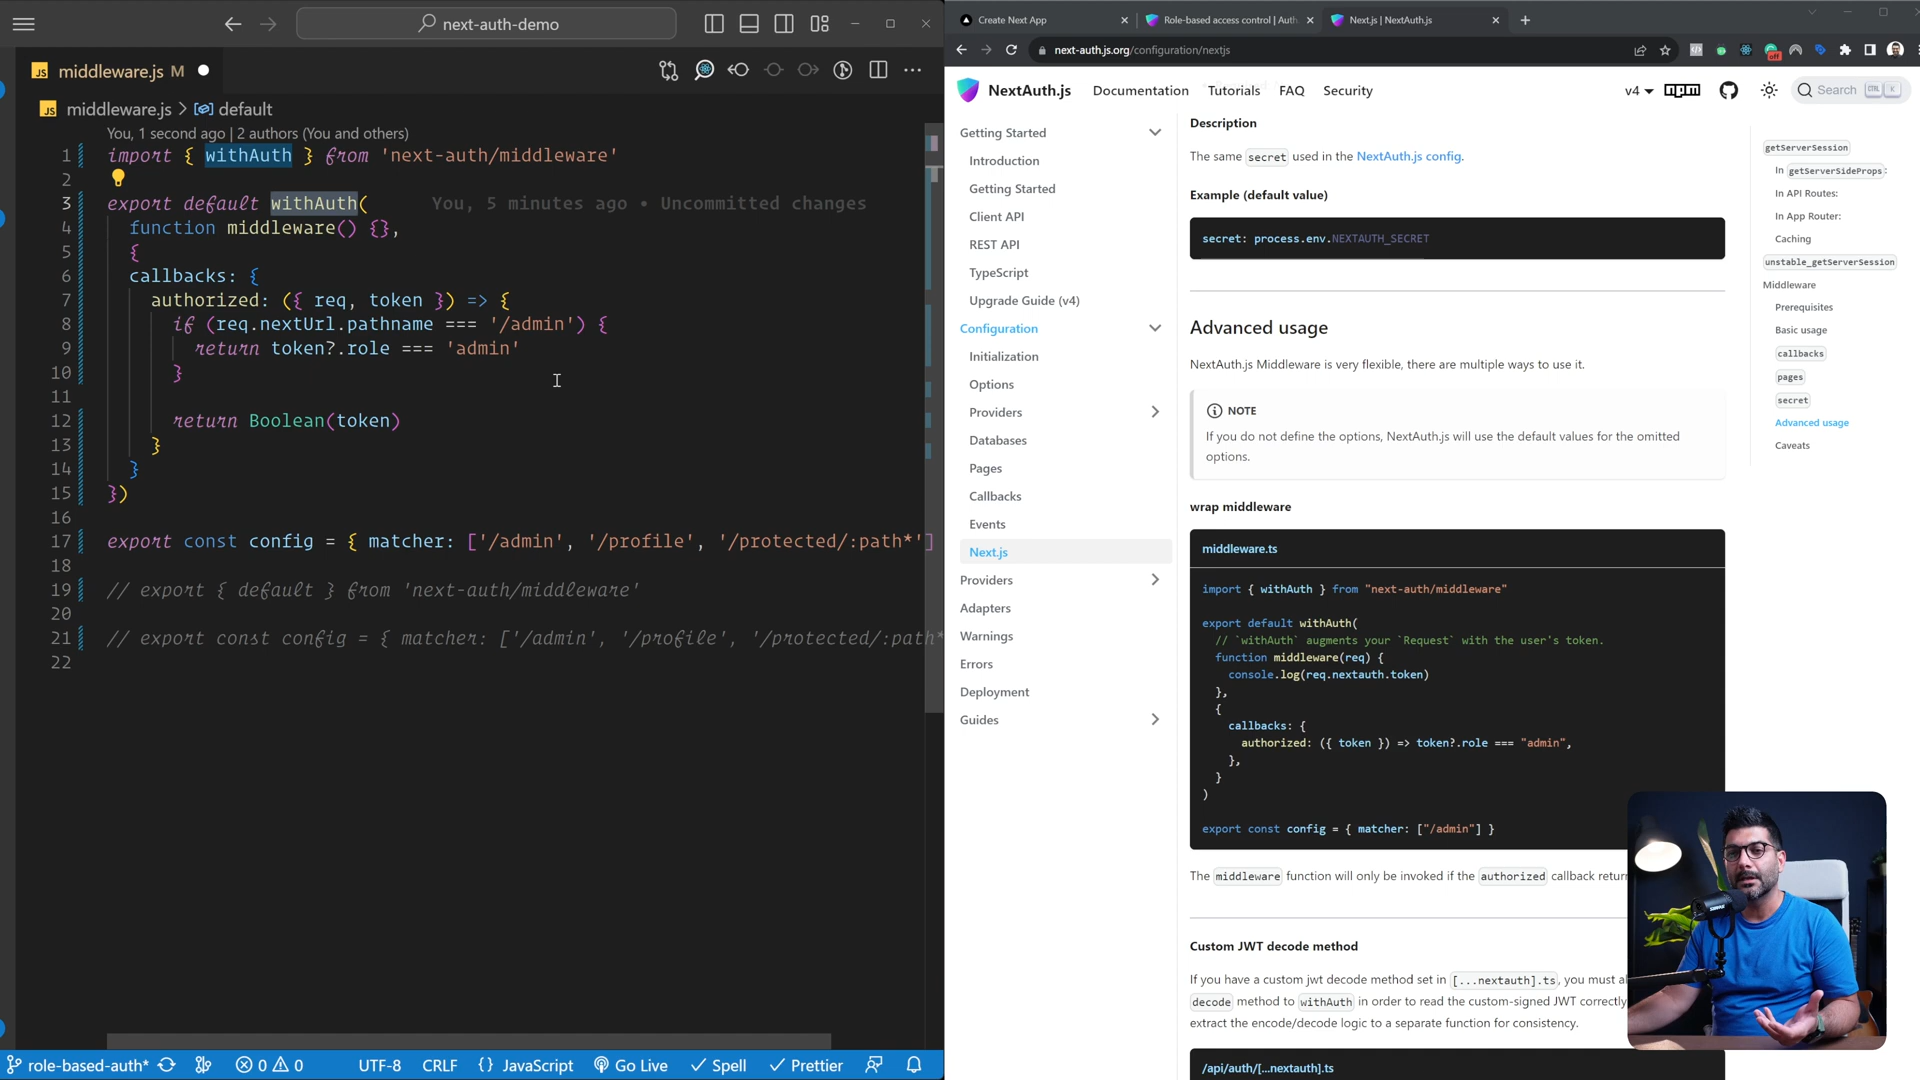 next-auth-demo
JS middleware.js M
JS middleware.js > default
You, 1 second ago | 2 authors (You and others)
1 import { withAuth } from 'next-auth/middleware'
2
3 export default withAuth( You, 5 minutes ago • Uncommitted changes
4 function middleware() {},
5 {
6 callbacks: {
7 authorized: ({ req, token }) => {
8 if (req.nextUrl.pathname === '/admin') {
9 return token?.role === 'admin'
10 }
11
12 return Boolean(token)
13 }
14 }
15 })
16
17 export const config = { matcher: ['/admin', '/profile', '/protected/:path*']
18
19 // export { default } from 'next-auth/middleware'
20
21 // export const config = { matcher: ['/admin', '/profile', '/protected/:path*
22
role-based-auth* 0 0 UTF-8 CRLF {} JavaScript Go Live Spell Prettier
Create Next App
Role-based access control | Auth
Next.js | NextAuth.js
next-auth.js.org/configuration/nextjs
NextAuth.js Documentation Tutorials FAQ Security v4 Search CTRL K
Getting Started
Introduction
Getting Started
Client API
REST API
TypeScript
Upgrade Guide (v4)
Configuration
Initialization
Options
Providers
Databases
Pages
Callbacks
Events
Next.js
Providers
Adapters
Warnings
Errors
Deployment
Guides
Description
The same secret used in the NextAuth.js config.
Example (default value)
secret: process.env.NEXTAUTH_SECRET
Advanced usage
NextAuth.js Middleware is very flexible, there are multiple ways to use it.
NOTE
If you do not define the options, NextAuth.js will use the default values for the omitted
options.
wrap middleware
middleware.ts
import { withAuth } from "next-auth/middleware"
export default withAuth(
// `withAuth` augments your `Request` with the user's token.
function middleware(req) {
console.log(req.nextauth.token)
},
{
callbacks: {
authorized: ({ token }) => token?.role === "admin",
},
}
)
export const config = { matcher: ["/admin"] }
The middleware function will only be invoked if the authorized callback return
Custom JWT decode method
If you have a custom jwt decode method set in [...nextauth].ts, you must al
decode method to withAuth in order to read the custom-signed JWT correctly
extract the encode/decode logic to a separate function for consistency.
/api/auth/[...nextauth].ts
getServerSession
In getServerSideProps:
In API Routes:
In App Router:
Caching
unstable_getServerSession
Middleware
Prerequisites
Basic usage
callbacks
pages
secret
Advanced usage
Caveats